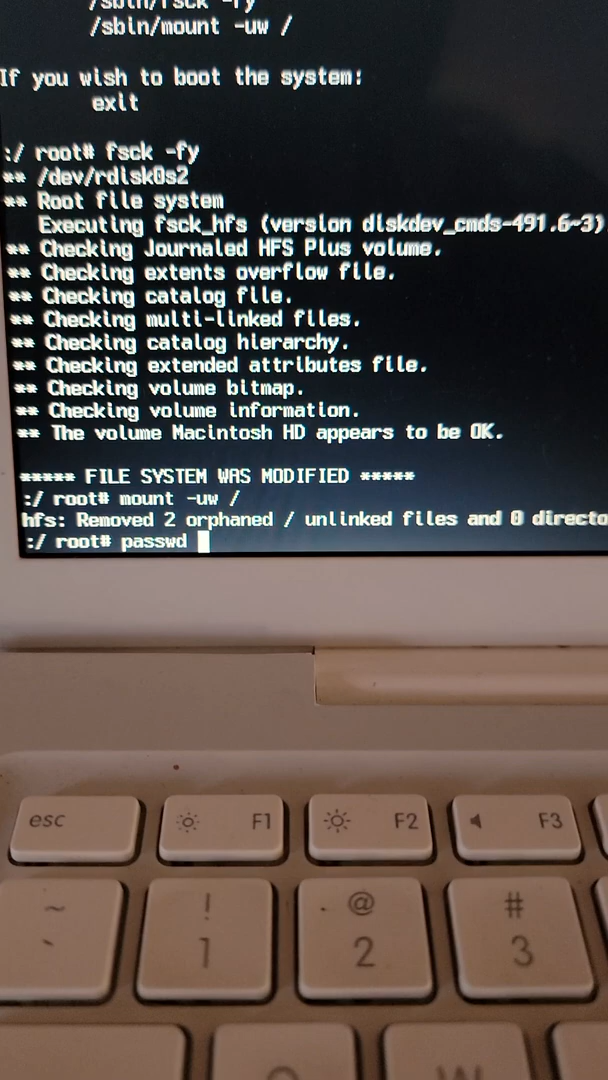 /sbin/fsck -fy
/sbin/mount -uw /
If you wish to boot the system:
exit
:/ root# fsck -fy
** /dev/rdisk0s2
** Root file system
Executing fsck_hfs (version diskdev_cmds-491.6~3)
** Checking Journaled HFS Plus volume.
** Checking extents overflow file.
** Checking catalog file.
** Checking multi-linked files.
** Checking catalog hierarchy.
** Checking extended attributes file.
** Checking volume bitmap.
** Checking volume information.
** The volume Macintosh HD appears to be OK.
***** FILE SYSTEM WAS MODIFIED *****
:/ root# mount -uw /
hfs: Removed 2 orphaned / unlinked files and 0 directo
:/ root# passwd
esc F1 F2 F3
~ ! @ #
` 1 2 3